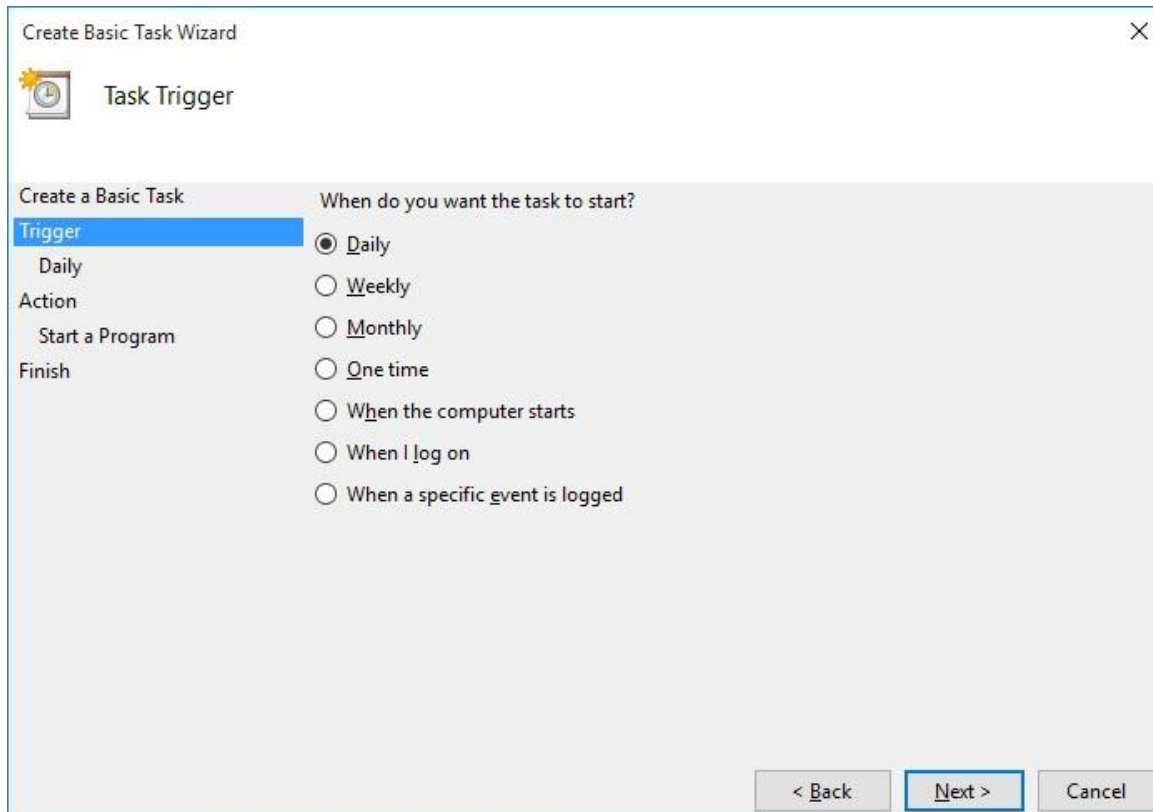 Create Basic Task Wizard
Task Trigger
Create a Basic Task
Trigger
Daily
Action
Start a Program
Finish
When do you want the task to start?
Daily
Weekly
Monthly
One time
When the computer starts
When I log on
When a specific event is logged
< Back
Next >
Cancel